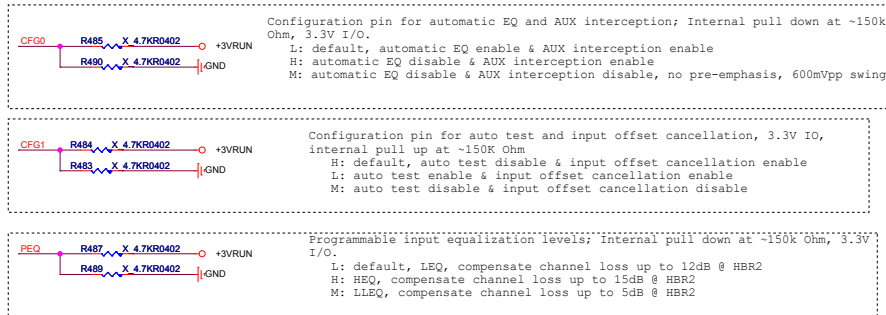 Configuration pin for automatic EQ and AUX interception; Internal pull down at ~150k
Ohm, 3.3V I/O.
L: default, automatic EQ enable & AUX interception enable
H: automatic EQ disable & AUX interception enable
M: automatic EQ disable & AUX interception disable, no pre-emphasis, 600mVpp swing
CFG0 R485 X_4.7KR0402 +3VRUN
R490 X_4.7KR0402 GND
Configuration pin for auto test and input offset cancellation, 3.3V IO,
internal pull up at ~150K Ohm
H: default, auto test disable & input offset cancellation enable
L: auto test enable & input offset cancellation enable
M: auto test disable & input offset cancellation disable
CFG1 R484 X_4.7KR0402 +3VRUN
R483 X_4.7KR0402 GND
Programmable input equalization levels; Internal pull down at ~150k Ohm, 3.3V
I/O.
L: default, LEQ, compensate channel loss up to 12dB @ HBR2
H: HEQ, compensate channel loss up to 15dB @ HBR2
M: LLEQ, compensate channel loss up to 5dB @ HBR2
PEQ R487 X_4.7KR0402 +3VRUN
R489 X_4.7KR0402 GND